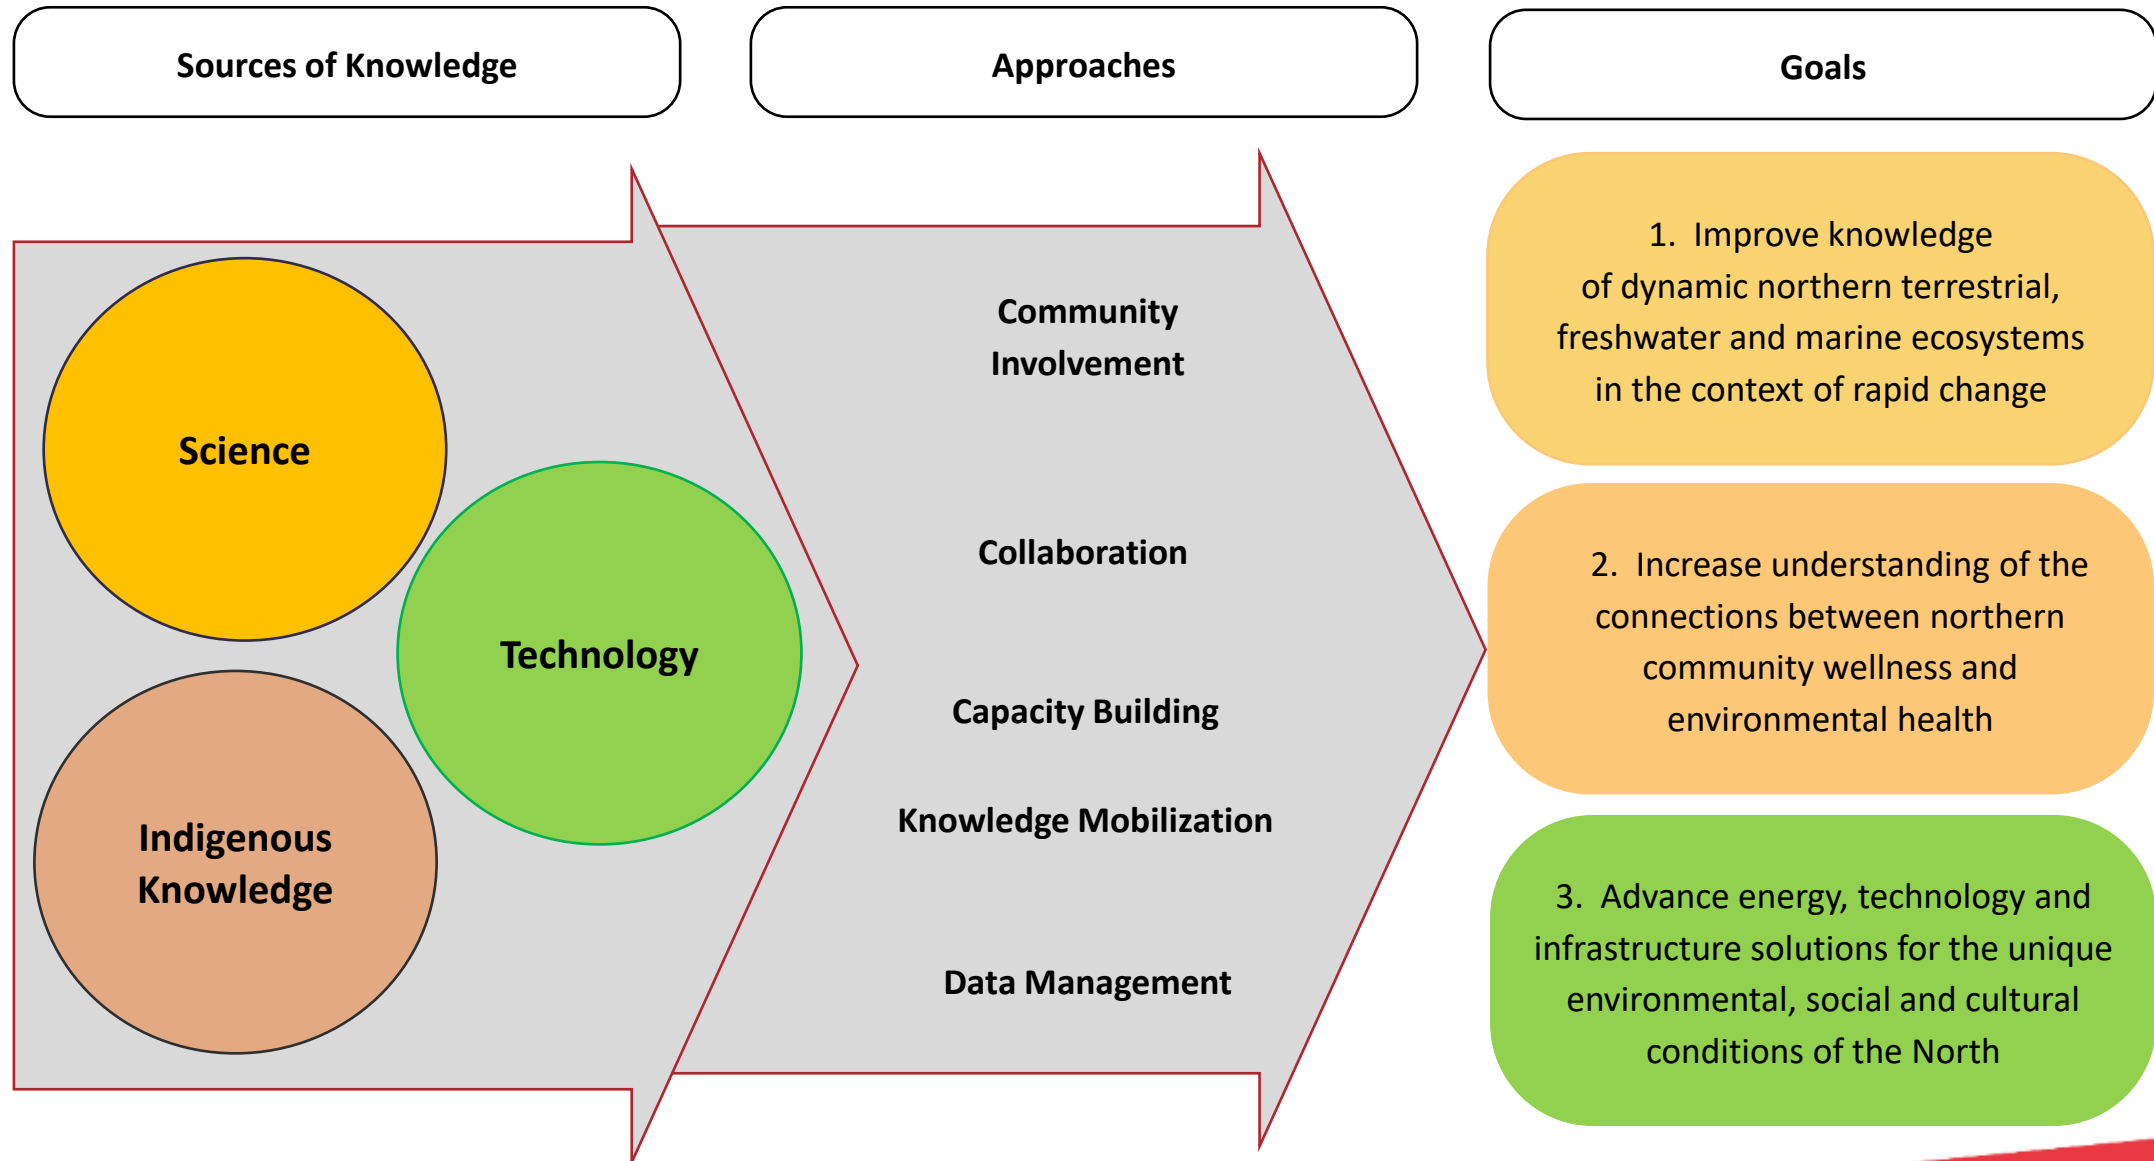 Sources of Knowledge
Approaches
Goals
Science
Technology
Indigenous
Knowledge
Community
Involvement
Collaboration
Capacity Building
Knowledge Mobilization
Data Management
1. Improve knowledge
of dynamic northern terrestrial,
freshwater and marine ecosystems
in the context of rapid change
2. Increase understanding of the
connections between northern
community wellness and
environmental health
3. Advance energy, technology and
infrastructure solutions for the unique
environmental, social and cultural
conditions of the North